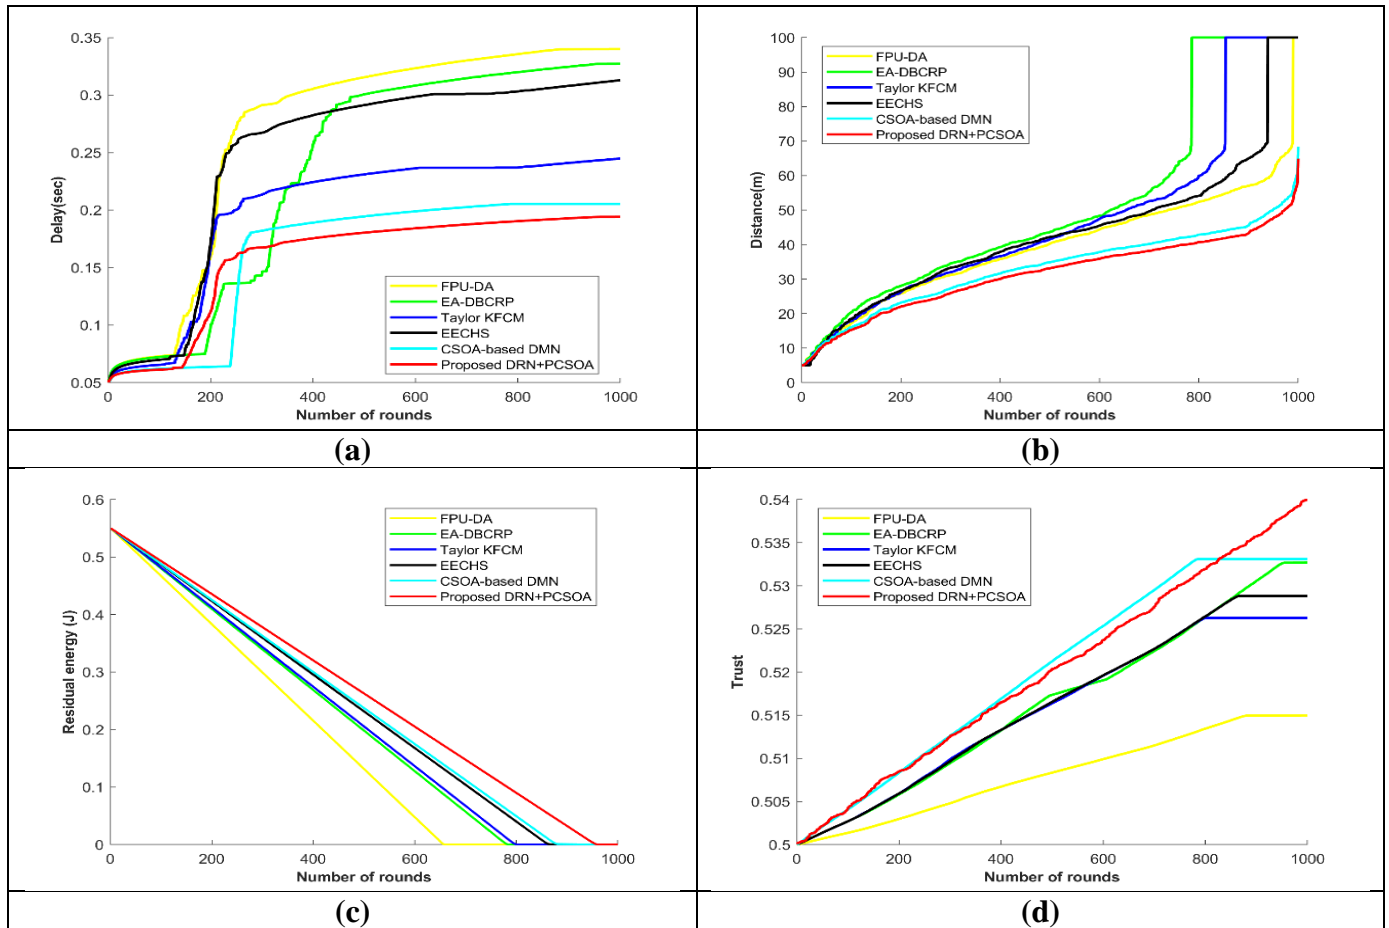 0.35
0.3
0.25
0.2
0.15
0.1
0.05
0
200
400
600
800
1000
Delay(sec)
Number of rounds
FPU-DA
EA-DBCRP
Taylor KFCM
EECHS
CSOA-based DMN
Proposed DRN+PCSOA
(a)
100
90
80
70
60
50
40
30
20
10
0
0
200
400
600
800
1000
Distance(m)
Number of rounds
FPU-DA
EA-DBCRP
Taylor KFCM
EECHS
CSOA-based DMN
Proposed DRN+PCSOA
(b)
0.6
0.5
0.4
0.3
0.2
0.1
0
0
200
400
600
800
1000
Residual energy (J)
Number of rounds
FPU-DA
EA-DBCRP
Taylor KFCM
EECHS
CSOA-based DMN
Proposed DRN+PCSOA
(c)
0.54
0.535
0.53
0.525
0.52
0.515
0.51
0.505
0.5
0
200
400
600
800
1000
Trust
Number of rounds
FPU-DA
EA-DBCRP
Taylor KFCM
EECHS
CSOA-based DMN
Proposed DRN+PCSOA
(d)